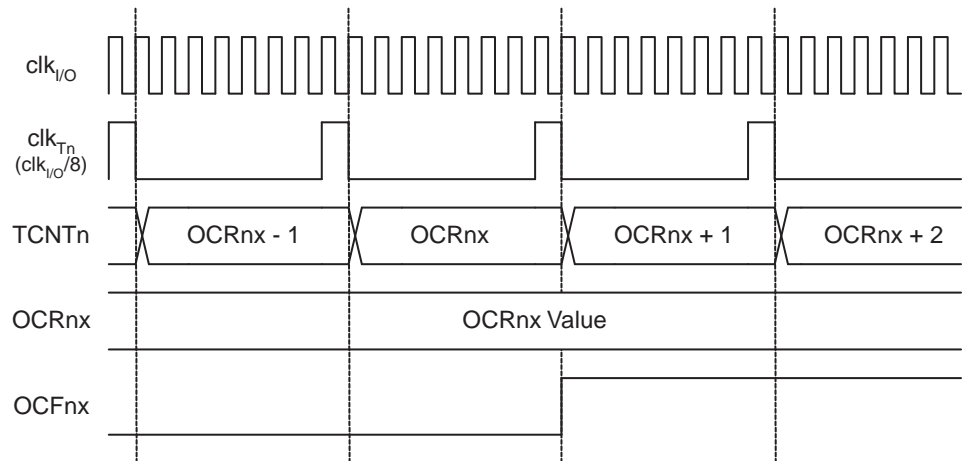 clkI/O
clkTn
(clkI/O/8)
TCNTn OCRnx - 1 OCRnx OCRnx + 1 OCRnx + 2
OCRnx OCRnx Value
OCFnx